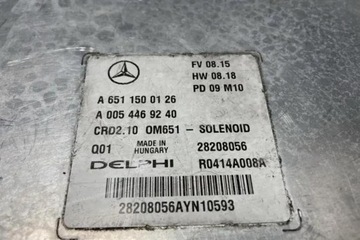 FV 08.15
HW 08.18
PD 09 M10
A 651 150 01 26
A 005 446 92 40
CRD2.10 OM651 - SOLENOID
Q01 MADE IN HUNGARY 28208056
DELPHI R0414A008A
28208056AYN10593